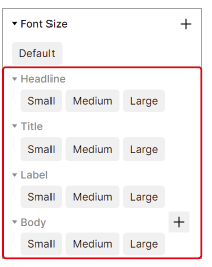 Font Size
Default
Headline
Small Medium Large
Title
Small Medium Large
Label
Small Medium Large
Body
Small Medium Large